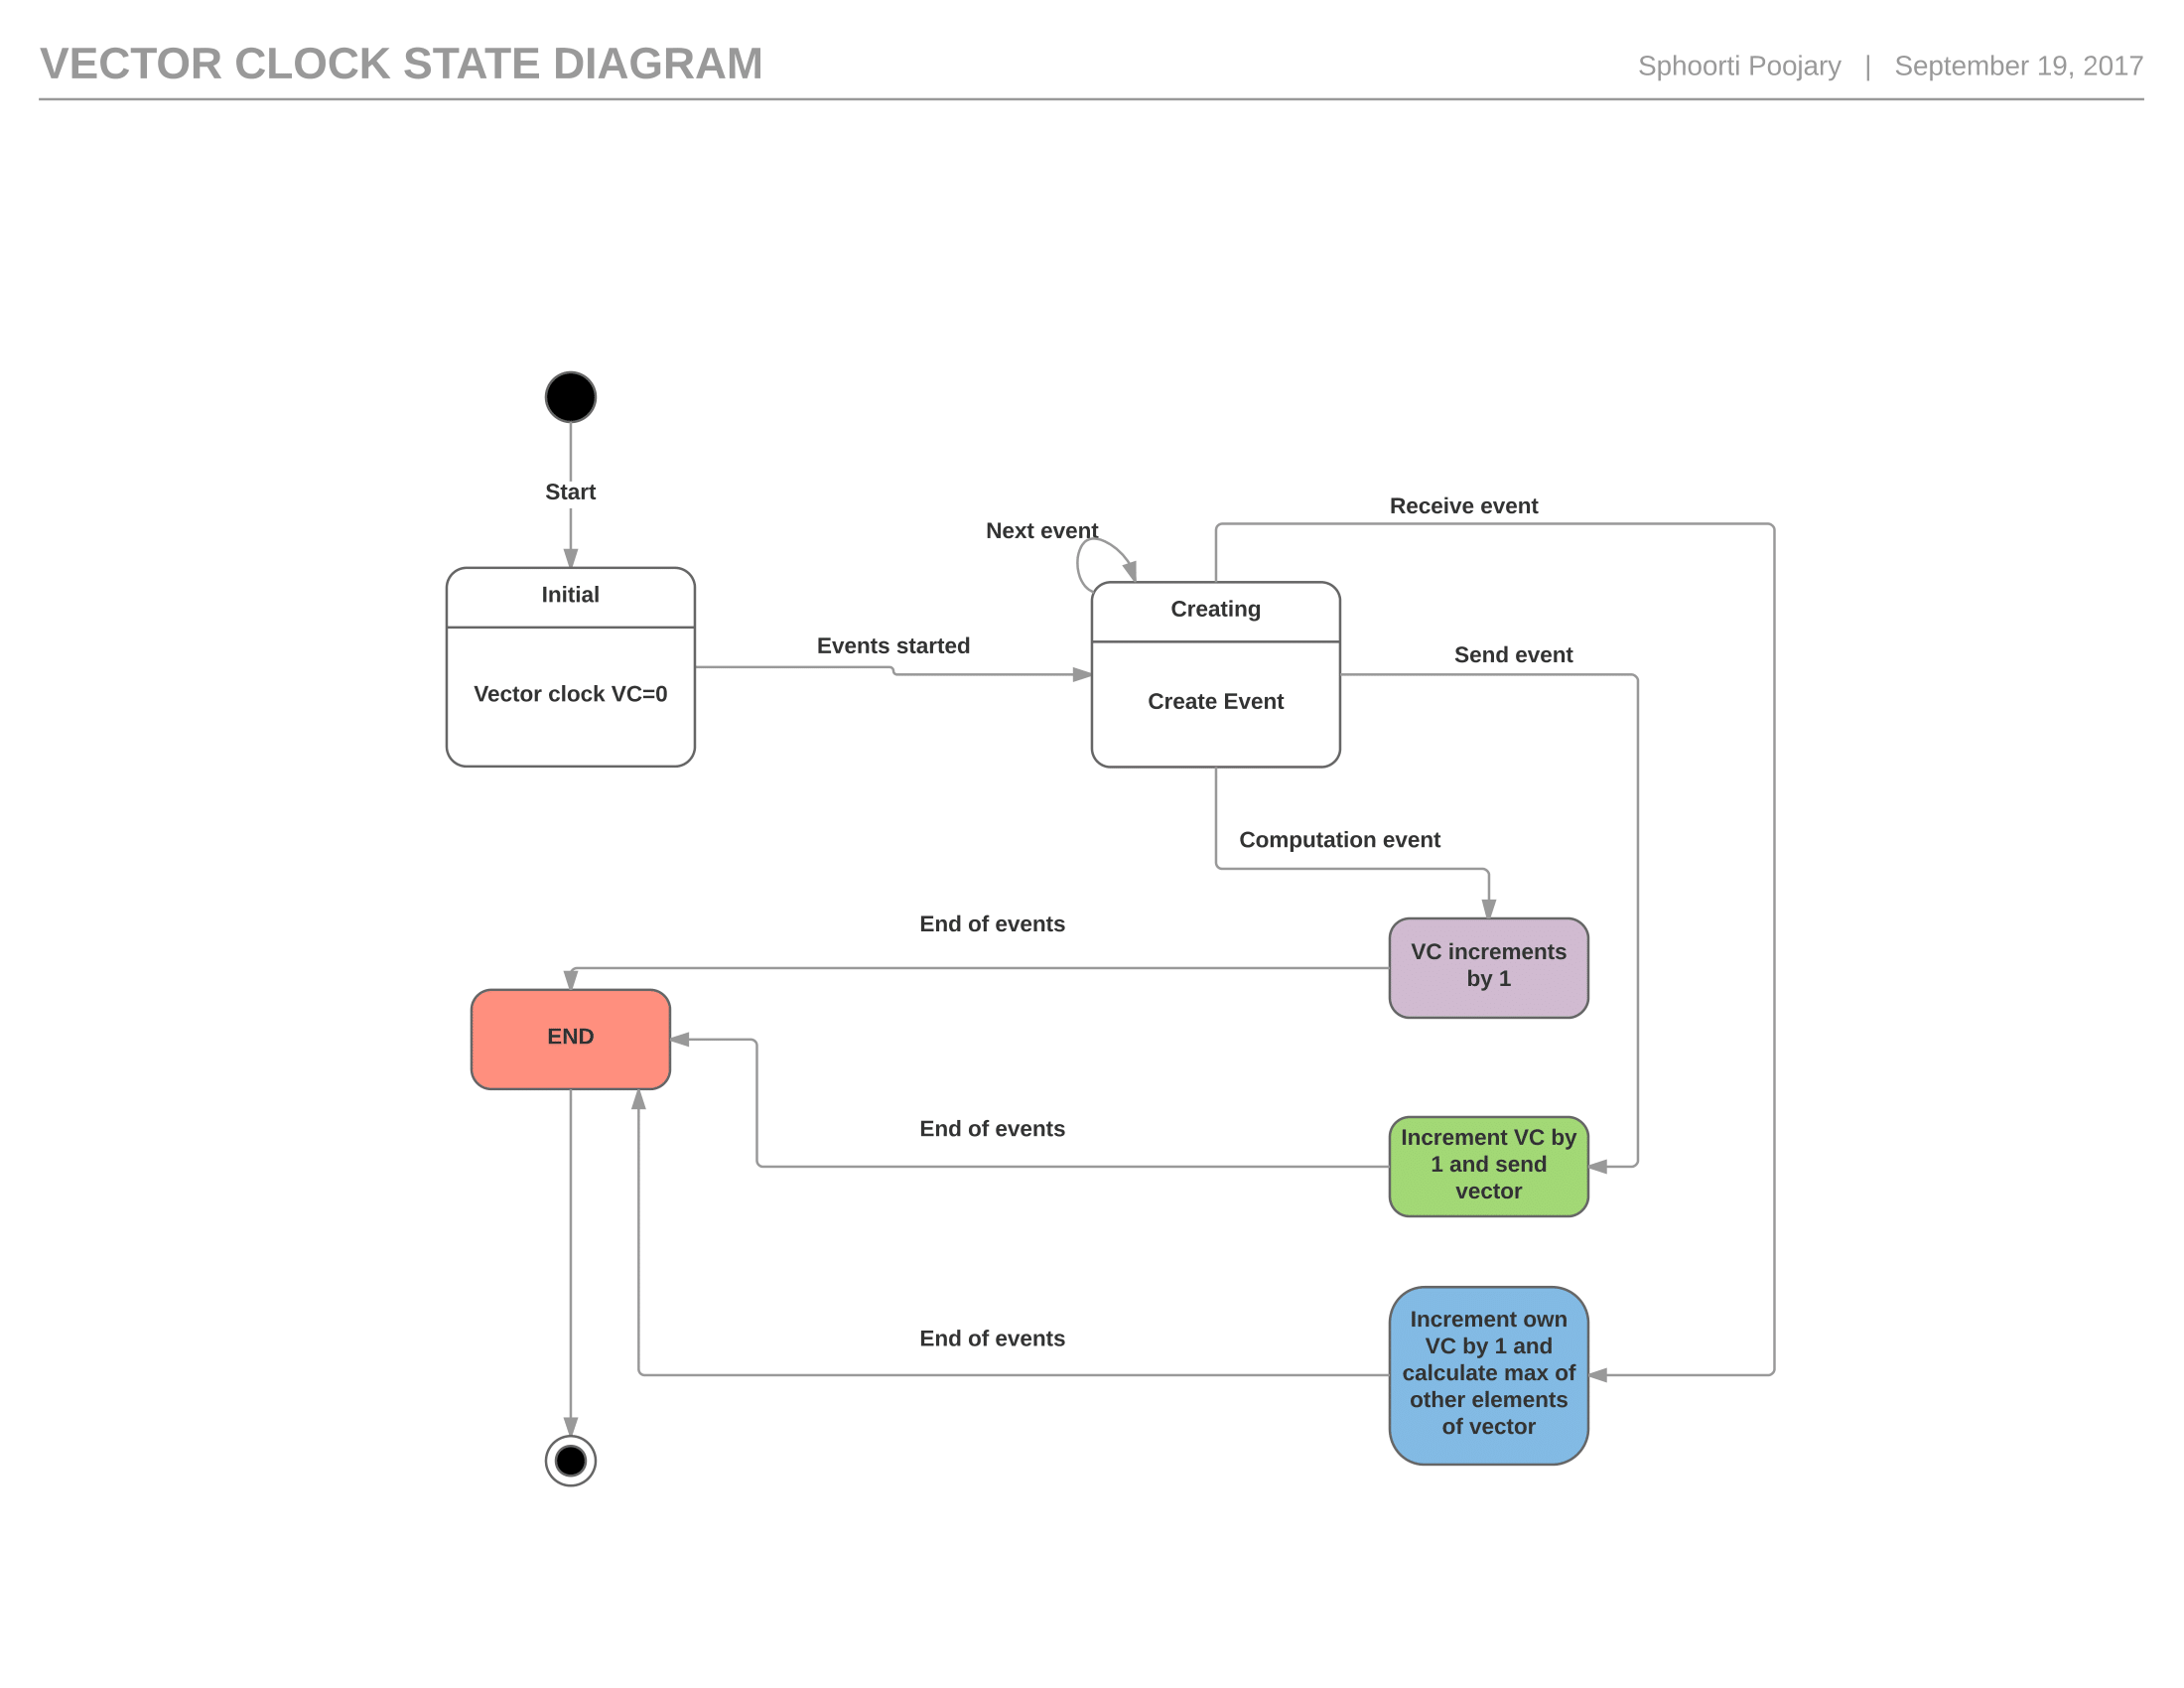 VECTOR CLOCK STATE DIAGRAM
Sphoorti Poojary | September 19, 2017
Start
Initial
Vector clock VC=0
Events started
Next event
Creating
Create Event
Receive event
Send event
Computation event
VC increments
by 1
End of events
END
Increment VC by
1 and send
vector
End of events
Increment own
VC by 1 and
calculate max of
other elements
of vector
End of events